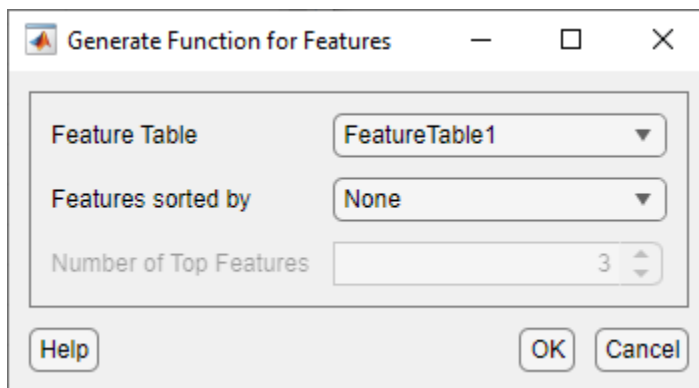 Generate Function for Features
Feature Table FeatureTable1
Features sorted by None
Number of Top Features 3
Help OK Cancel